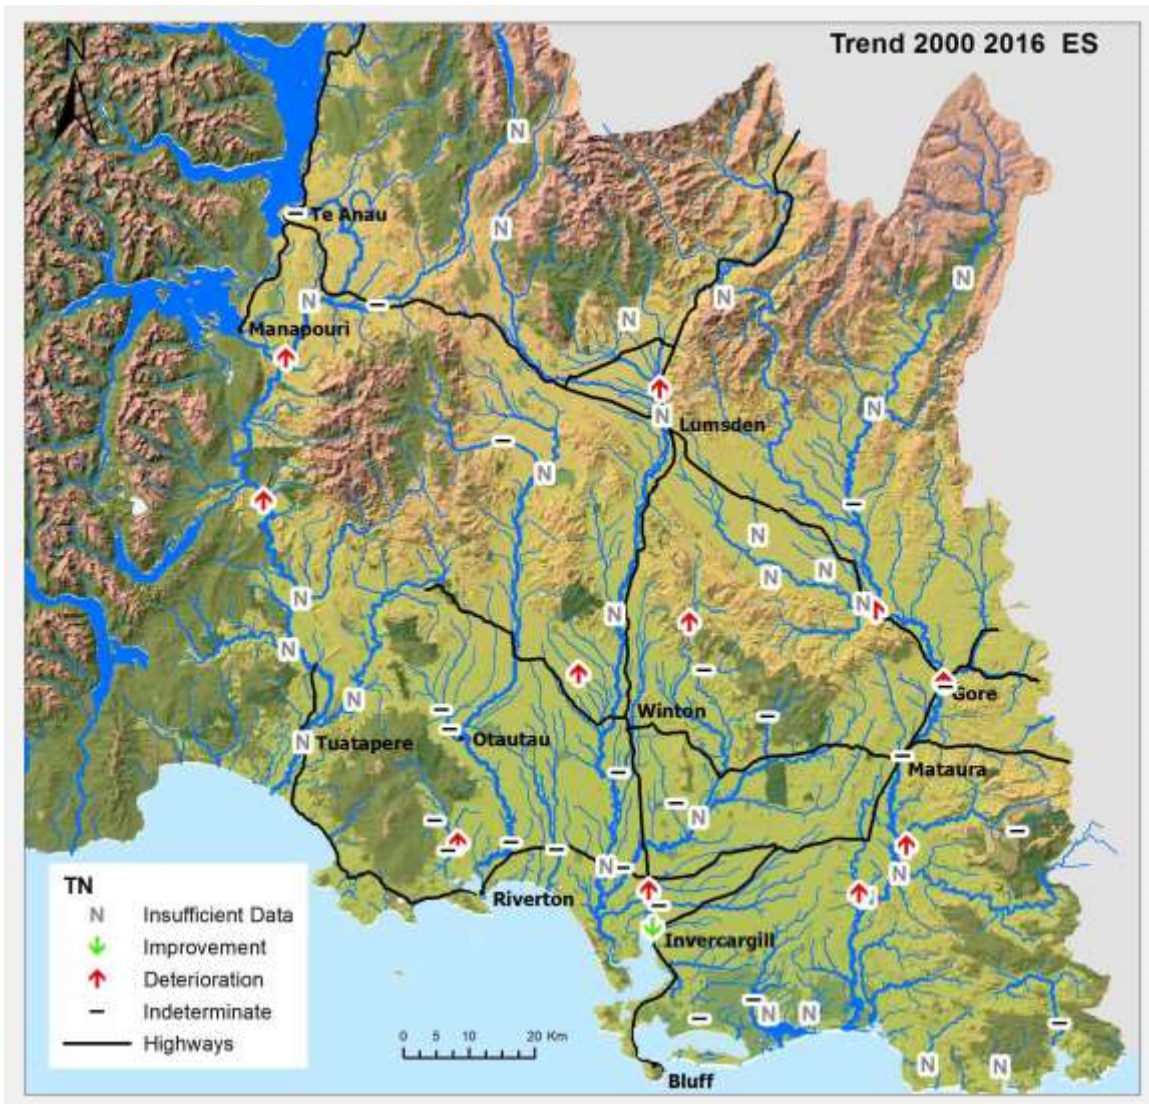 Trend 2000 2016 ES
N
N
Te Anau
N
N
N
N
N
Manapouri
N
N
Lumsden
N
N
N
N
N
N
N
N
Gore
N
Winton
Otautau
N
Tuatapere
Mataura
N
N
N
Riverton
Invercargill
N
N
N
N
Bluff
TN
N Insufficient Data
Improvement
Deterioration
Indeterminate
Highways
0 5 10 20 Km